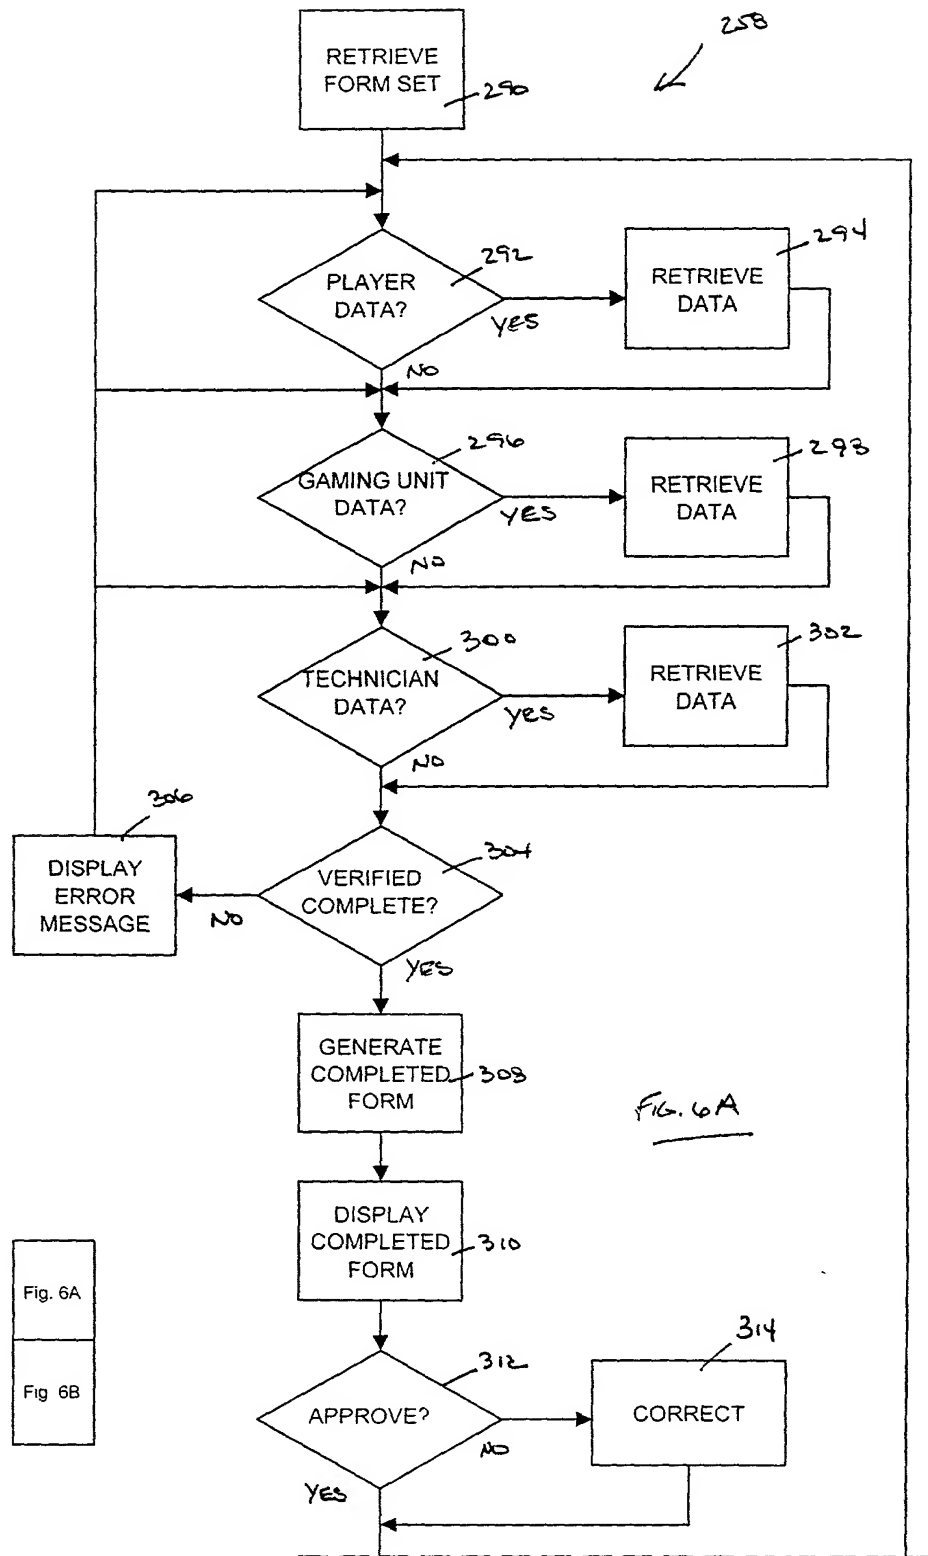 258
RETRIEVE
FORM SET
290
PLAYER
DATA?
292
YES
NO
RETRIEVE
DATA
294
GAMING UNIT
DATA?
296
YES
NO
RETRIEVE
DATA
298
TECHNICIAN
DATA?
300
YES
NO
RETRIEVE
DATA
302
VERIFIED
COMPLETE?
304
NO
YES
DISPLAY
ERROR
MESSAGE
306
GENERATE
COMPLETED
FORM
308
FIG. 6A
DISPLAY
COMPLETED
FORM
310
Fig. 6A
Fig 6B
APPROVE?
312
NO
YES
CORRECT
314